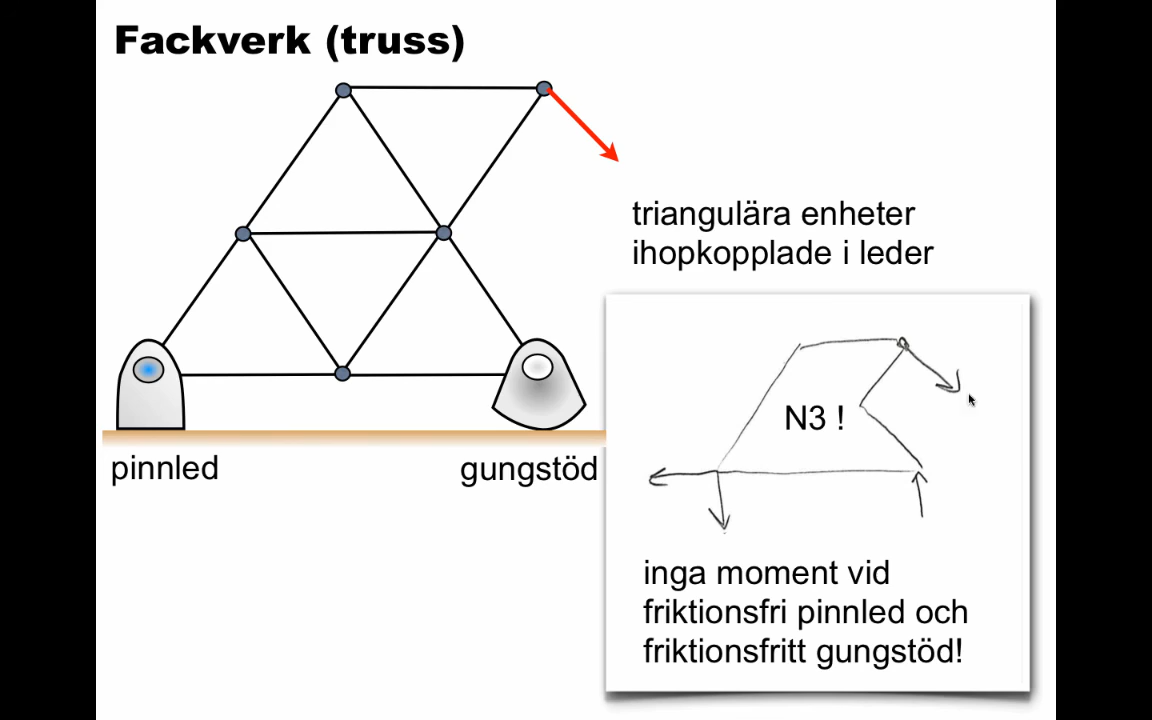 Fackverk (truss)
triangulära enheter
ihopkopplade i leder
pinnled
gungstöd
N3 !
inga moment vid
friktionsfri pinnled och
friktionsfritt gungstöd!